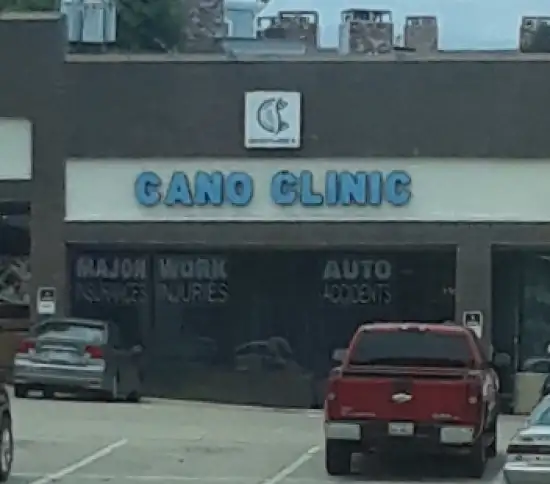 CANO CLINIC
MAJOR WORK AUTO
INSURANCES INJURIES ACCIDENTS